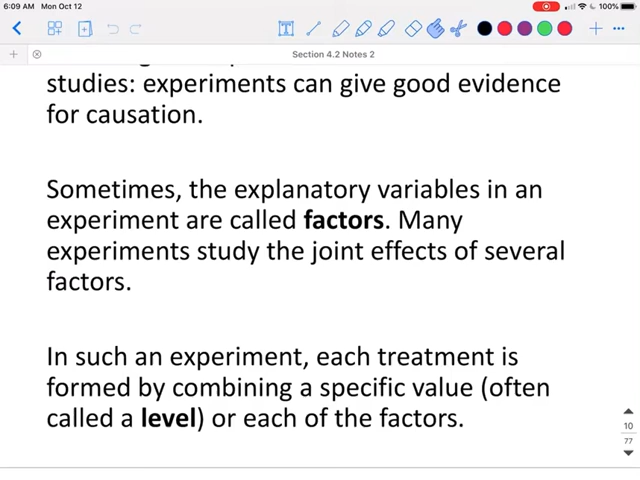 6:09 AM Mon Oct 12
100%
Section 4.2 Notes 2
studies: experiments can give good evidence
for causation.
Sometimes, the explanatory variables in an
experiment are called factors. Many
experiments study the joint effects of several
factors.
In such an experiment, each treatment is
formed by combining a specific value (often
called a level) or each of the factors.
10
77